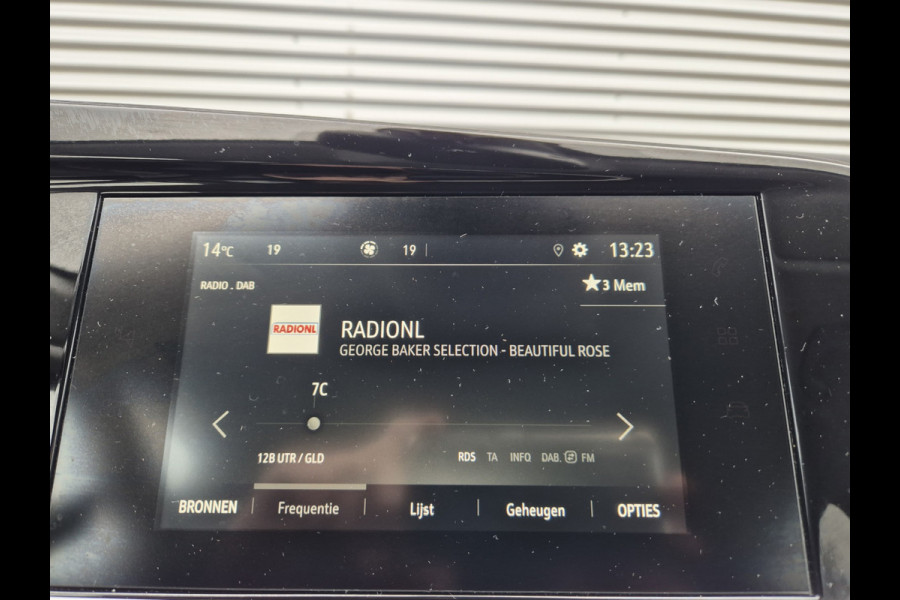 14°C 19 19 13:23
RADIO . DAB
★3 Mem
RADIONL
RADIONL
GEORGE BAKER SELECTION - BEAUTIFUL ROSE
7C
12B UTR / GLD
RDS TA INFO DAB. FM
BRONNEN Frequentie Lijst Geheugen OPTIES